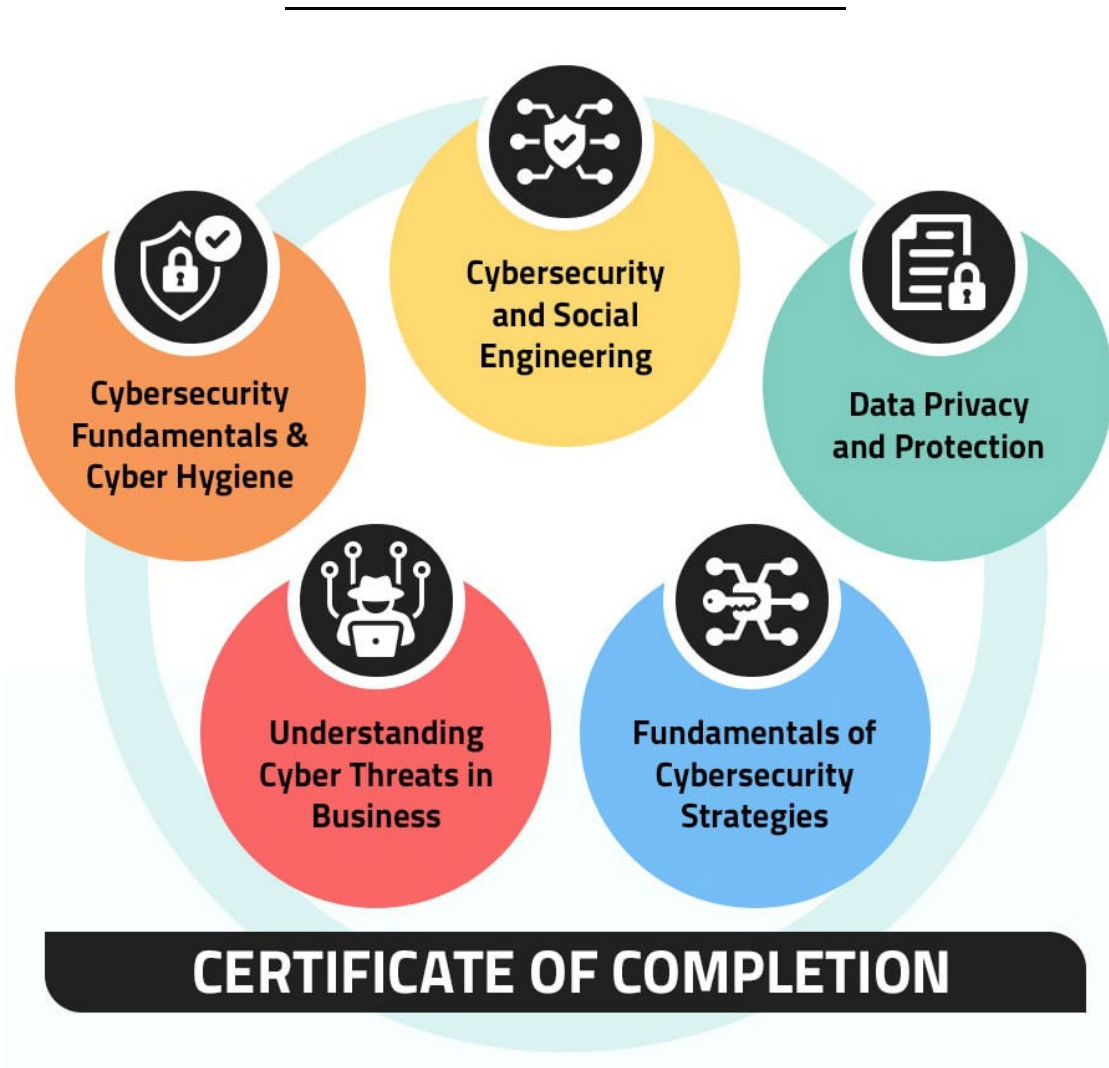 Cybersecurity
and Social
Engineering
Cybersecurity
Fundamentals &
Cyber Hygiene
Data Privacy
and Protection
Understanding
Cyber Threats in
Business
Fundamentals of
Cybersecurity
Strategies
CERTIFICATE OF COMPLETION